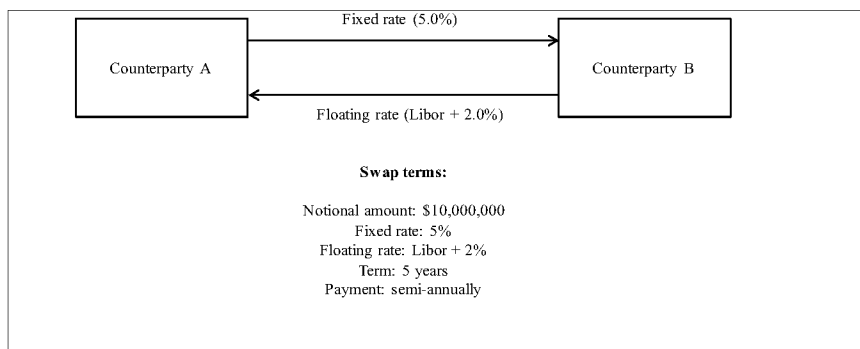 Fixed rate (5.0%)
Counterparty A
Counterparty B
Floating rate (Libor + 2.0%)
Swap terms:
Notional amount: $10,000,000
Fixed rate: 5%
Floating rate: Libor + 2%
Term: 5 years
Payment: semi-annually